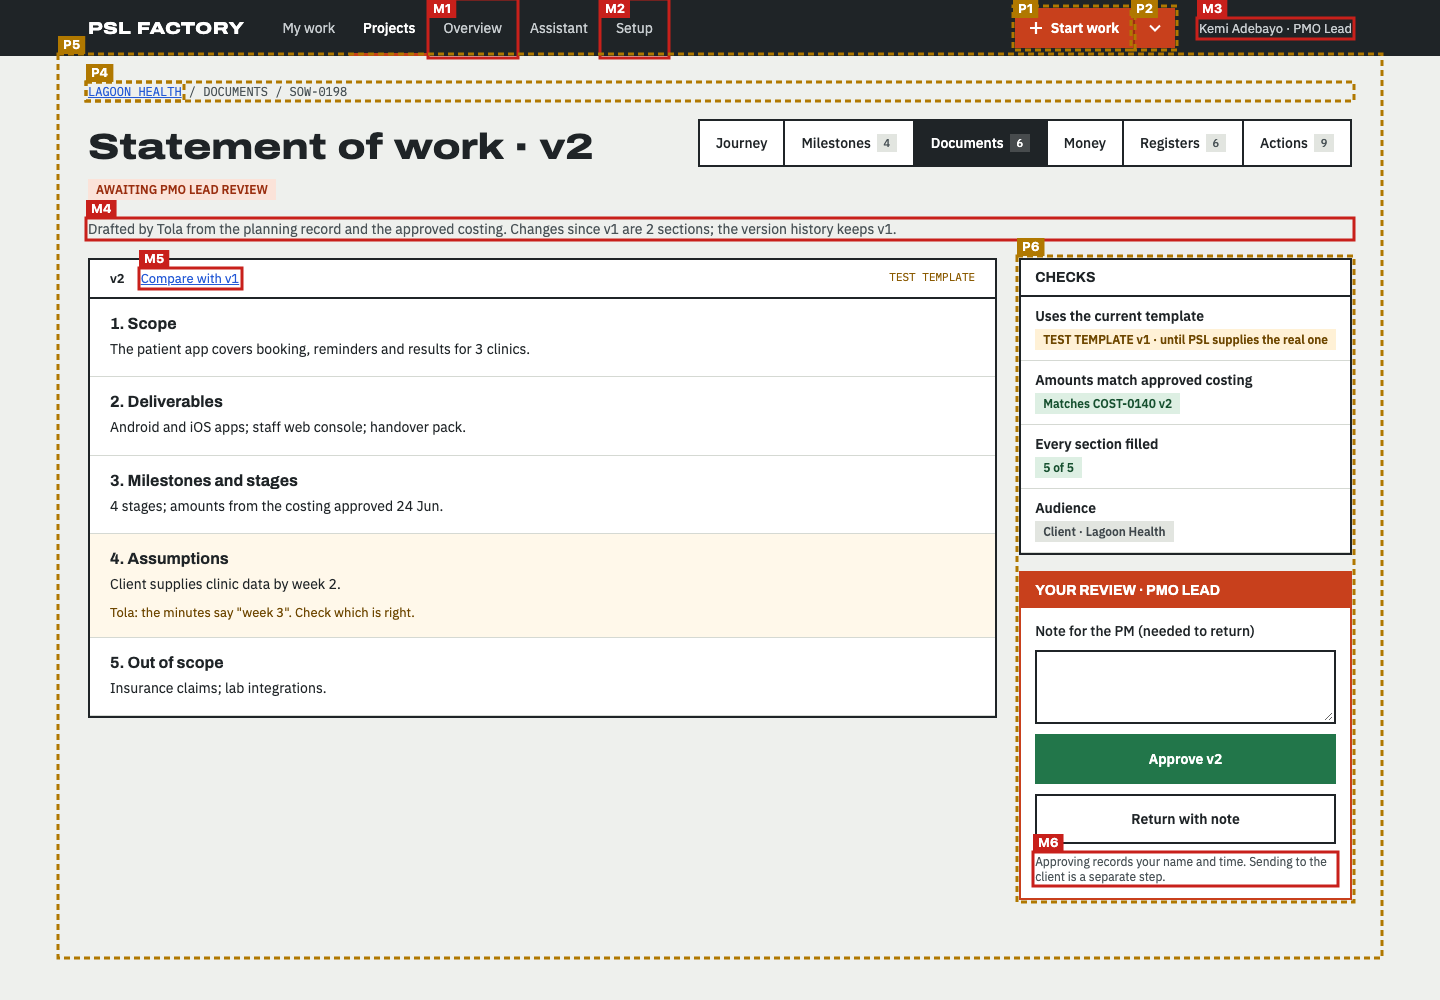 M1
M2
P1
P2
M3
PSL FACTORY
My work
Projects
Overview
Assistant
Setup
Start work
Kemi Adebayo · PMO Lead
P5
P4
LAGOON HEALTH / DOCUMENTS / SOW-0198
Statement of work · v2
Journey
Milestones 4
Documents 6
Money
Registers 6
Actions 9
AWAITING PMO LEAD REVIEW
M4
Drafted by Tola from the planning record and the approved costing. Changes since v1 are 2 sections; the version history keeps v1.
M5
v2 Compare with v1
TEST TEMPLATE
1. Scope
The patient app covers booking, reminders and results for 3 clinics.
2. Deliverables
Android and iOS apps; staff web console; handover pack.
3. Milestones and stages
4 stages; amounts from the costing approved 24 Jun.
4. Assumptions
Client supplies clinic data by week 2.
Tola: the minutes say "week 3". Check which is right.
5. Out of scope
Insurance claims; lab integrations.
P6
CHECKS
Uses the current template
TEST TEMPLATE v1 · until PSL supplies the real one
Amounts match approved costing
Matches COST-0140 v2
Every section filled
5 of 5
Audience
Client · Lagoon Health
YOUR REVIEW · PMO LEAD
Note for the PM (needed to return)
Approve v2
Return with note
M6
Approving records your name and time. Sending to the
client is a separate step.